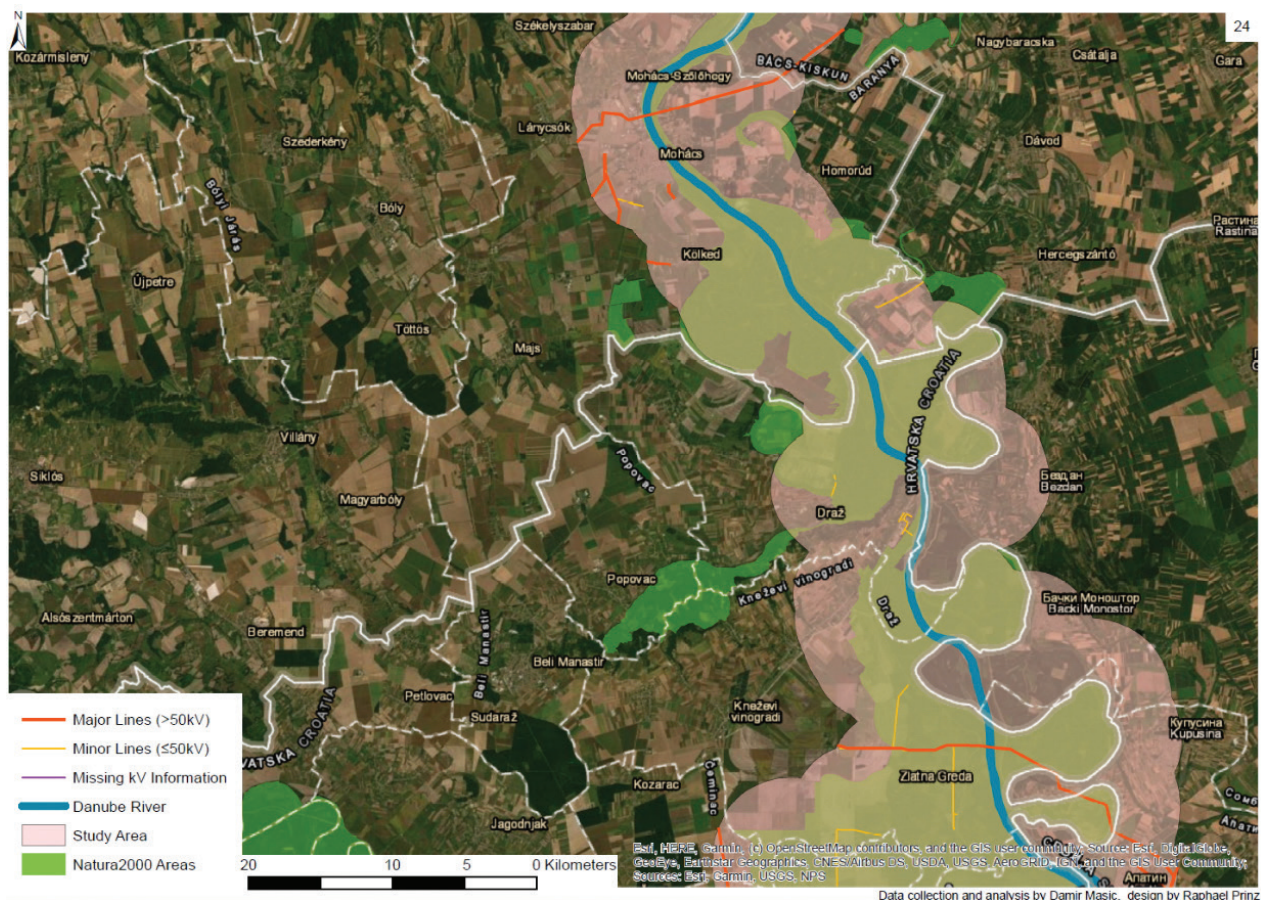 24
N
Székelyszabar
Kozármisleny
Nagybaracska
Csátalja
Gara
BÁCS-KISKUN
BARANYA
Mohács-Szőlőhegy
Lánycsók
Szederkény
Mohács
Dávod
Homorúd
Bólyi Járás
Bóly
Растина
Rastina
Kölked
Hercegszántó
Újpetre
Töttös
Majs
HRVATSKA CROATIA
Villány
Siklós
Popovac
Бездан
Bezdan
Magyarbóly
Draž
Popovac
Kneževi vinogradi
Draž
Бачки Моноштор
Backi Monostor
Alsószentmárton
Beremend
Beli Manastir
Beli Manastir
Petlovac
Sudaraž
Kneževi
vinogradi
Купусина
Kupusina
VATSKA CROATIA
Zlatna Greda
Kozarac
Čeminac
Сомб
Апати
Jagodnjak
Апатин
Major Lines (>50kV)
Minor Lines (≤50kV)
Missing kV Information
Danube River
Study Area
Natura2000 Areas
20 10 5 0 Kilometers
Esri, HERE, Garmin, (c) OpenStreetMap contributors, and the GIS user community, Source: Esri, DigitalGlobe,
GeoEye, Earthstar Geographics, CNES/Airbus DS, USDA, USGS, AeroGRID, IGN, and the GIS User Community,
Sources: Esri, Garmin, USGS, NPS
Data collection and analysis by Damir Masic, design by Raphael Prinz